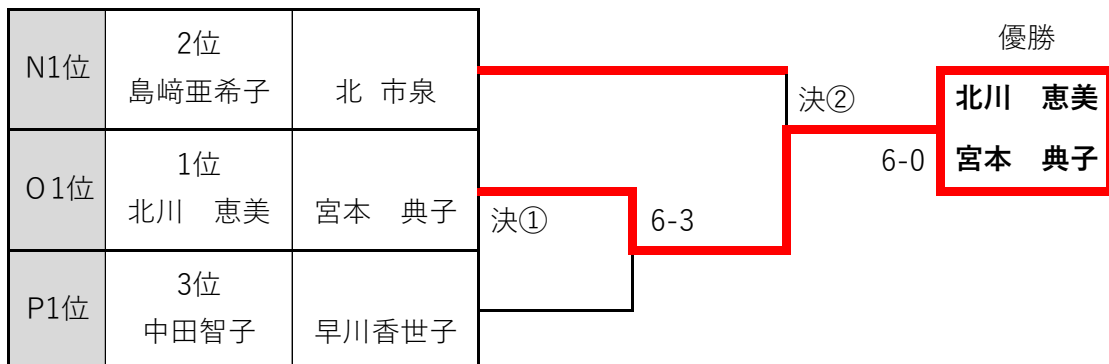 N1位
2位
島﨑亜希子 北 市泉
O1位
1位
北川 恵美 宮本 典子
P1位
3位
中田智子 早川香世子
決①
6-3
決②
6-0
優勝
北川 恵美
宮本 典子